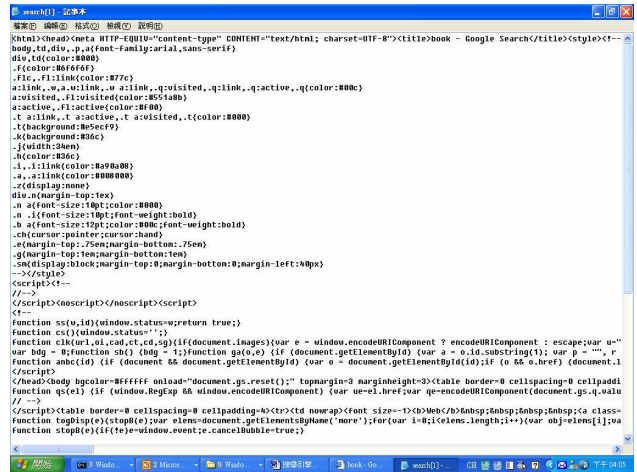 search[1] - 記事本
檔案(F) 編輯(E) 格式(O) 檢視(V) 說明(H)
<html><head><meta HTTP-EQUIV="content-type" CONTENT="text/html; charset=UTF-8"><title>book - Google Search</title><style><!--
body,td,div,.p,a{font-family:arial,sans-serif}
div,td{color:#000}
.f{color:#6f6f6f}
.flc,.fl:link{color:#77c}
a:link,.w,a.w:link,.w a:link,.q:visited,.q:link,.q:active,.q{color:#00c}
a:visited,.fl:visited{color:#551a8b}
a:active,.fl:active{color:#f00}
.t a:link,.t a:active,.t a:visited,.t{color:#000}
.t{background:#e5ecf9}
.k{background:#36c}
.j{width:34em}
.h{color:#36c}
.i,.i:link{color:#a90a08}
.a,.a:link{color:#008000}
.z{display:none}
div.n{margin-top:1ex}
.n a{font-size:10pt;color:#000}
.n .i{font-size:10pt;font-weight:bold}
.b a{font-size:12pt;color:#00c;font-weight:bold}
.ch{cursor:pointer;cursor:hand}
.e{margin-top:.75em;margin-bottom:.75em}
.g{margin-top:1em;margin-bottom:1em}
.sm{display:block;margin-top:0;margin-bottom:0;margin-left:40px}
--></style>
<script><!--
//-->
</script><noscript></noscript><script>
<!--
function ss(w,id){window.status=w;return true;}
function cs(){window.status='';}
function clk(url,oi,cad,ct,cd,sg){if(document.images){var e = window.encodeURIComponent ? encodeURIComponent : escape;var u="
var bdg = 0;function sb() {bdg = 1;}function ga(o,e) {if (document.getElementById) {var a = o.id.substring(1); var p = "", r
function anbc(id) {if (document && document.getElementById) {var o = document.getElementById(id);if (o && o.href) {document.l
</script>
</head><body bgcolor=#ffffff onload="document.gs.reset();" topmargin=3 marginheight=3><table border=0 cellspacing=0 cellpaddi
function qs(el) {if (window.RegExp && window.encodeURIComponent) {var ue=el.href;var qe=encodeURIComponent(document.gs.q.valu
// -->
</script><table border=0 cellspacing=0 cellpadding=4><tr><td nowrap><font size=-1><b>Web</b>&nbsp;&nbsp;&nbsp;&nbsp;<a class=
function togDisp(e){stopB(e);var elems=document.getElementsByName('more');for(var i=0;i<elems.length;i++){var obj=elems[i];va
function stopB(e){if(!e)e=window.event;e.cancelBubble=true;}
開始 3 Windo... 2 Micros... 9 Windo... 搜尋引擎... book - Go... search[1] - ... CH 下午 04:05